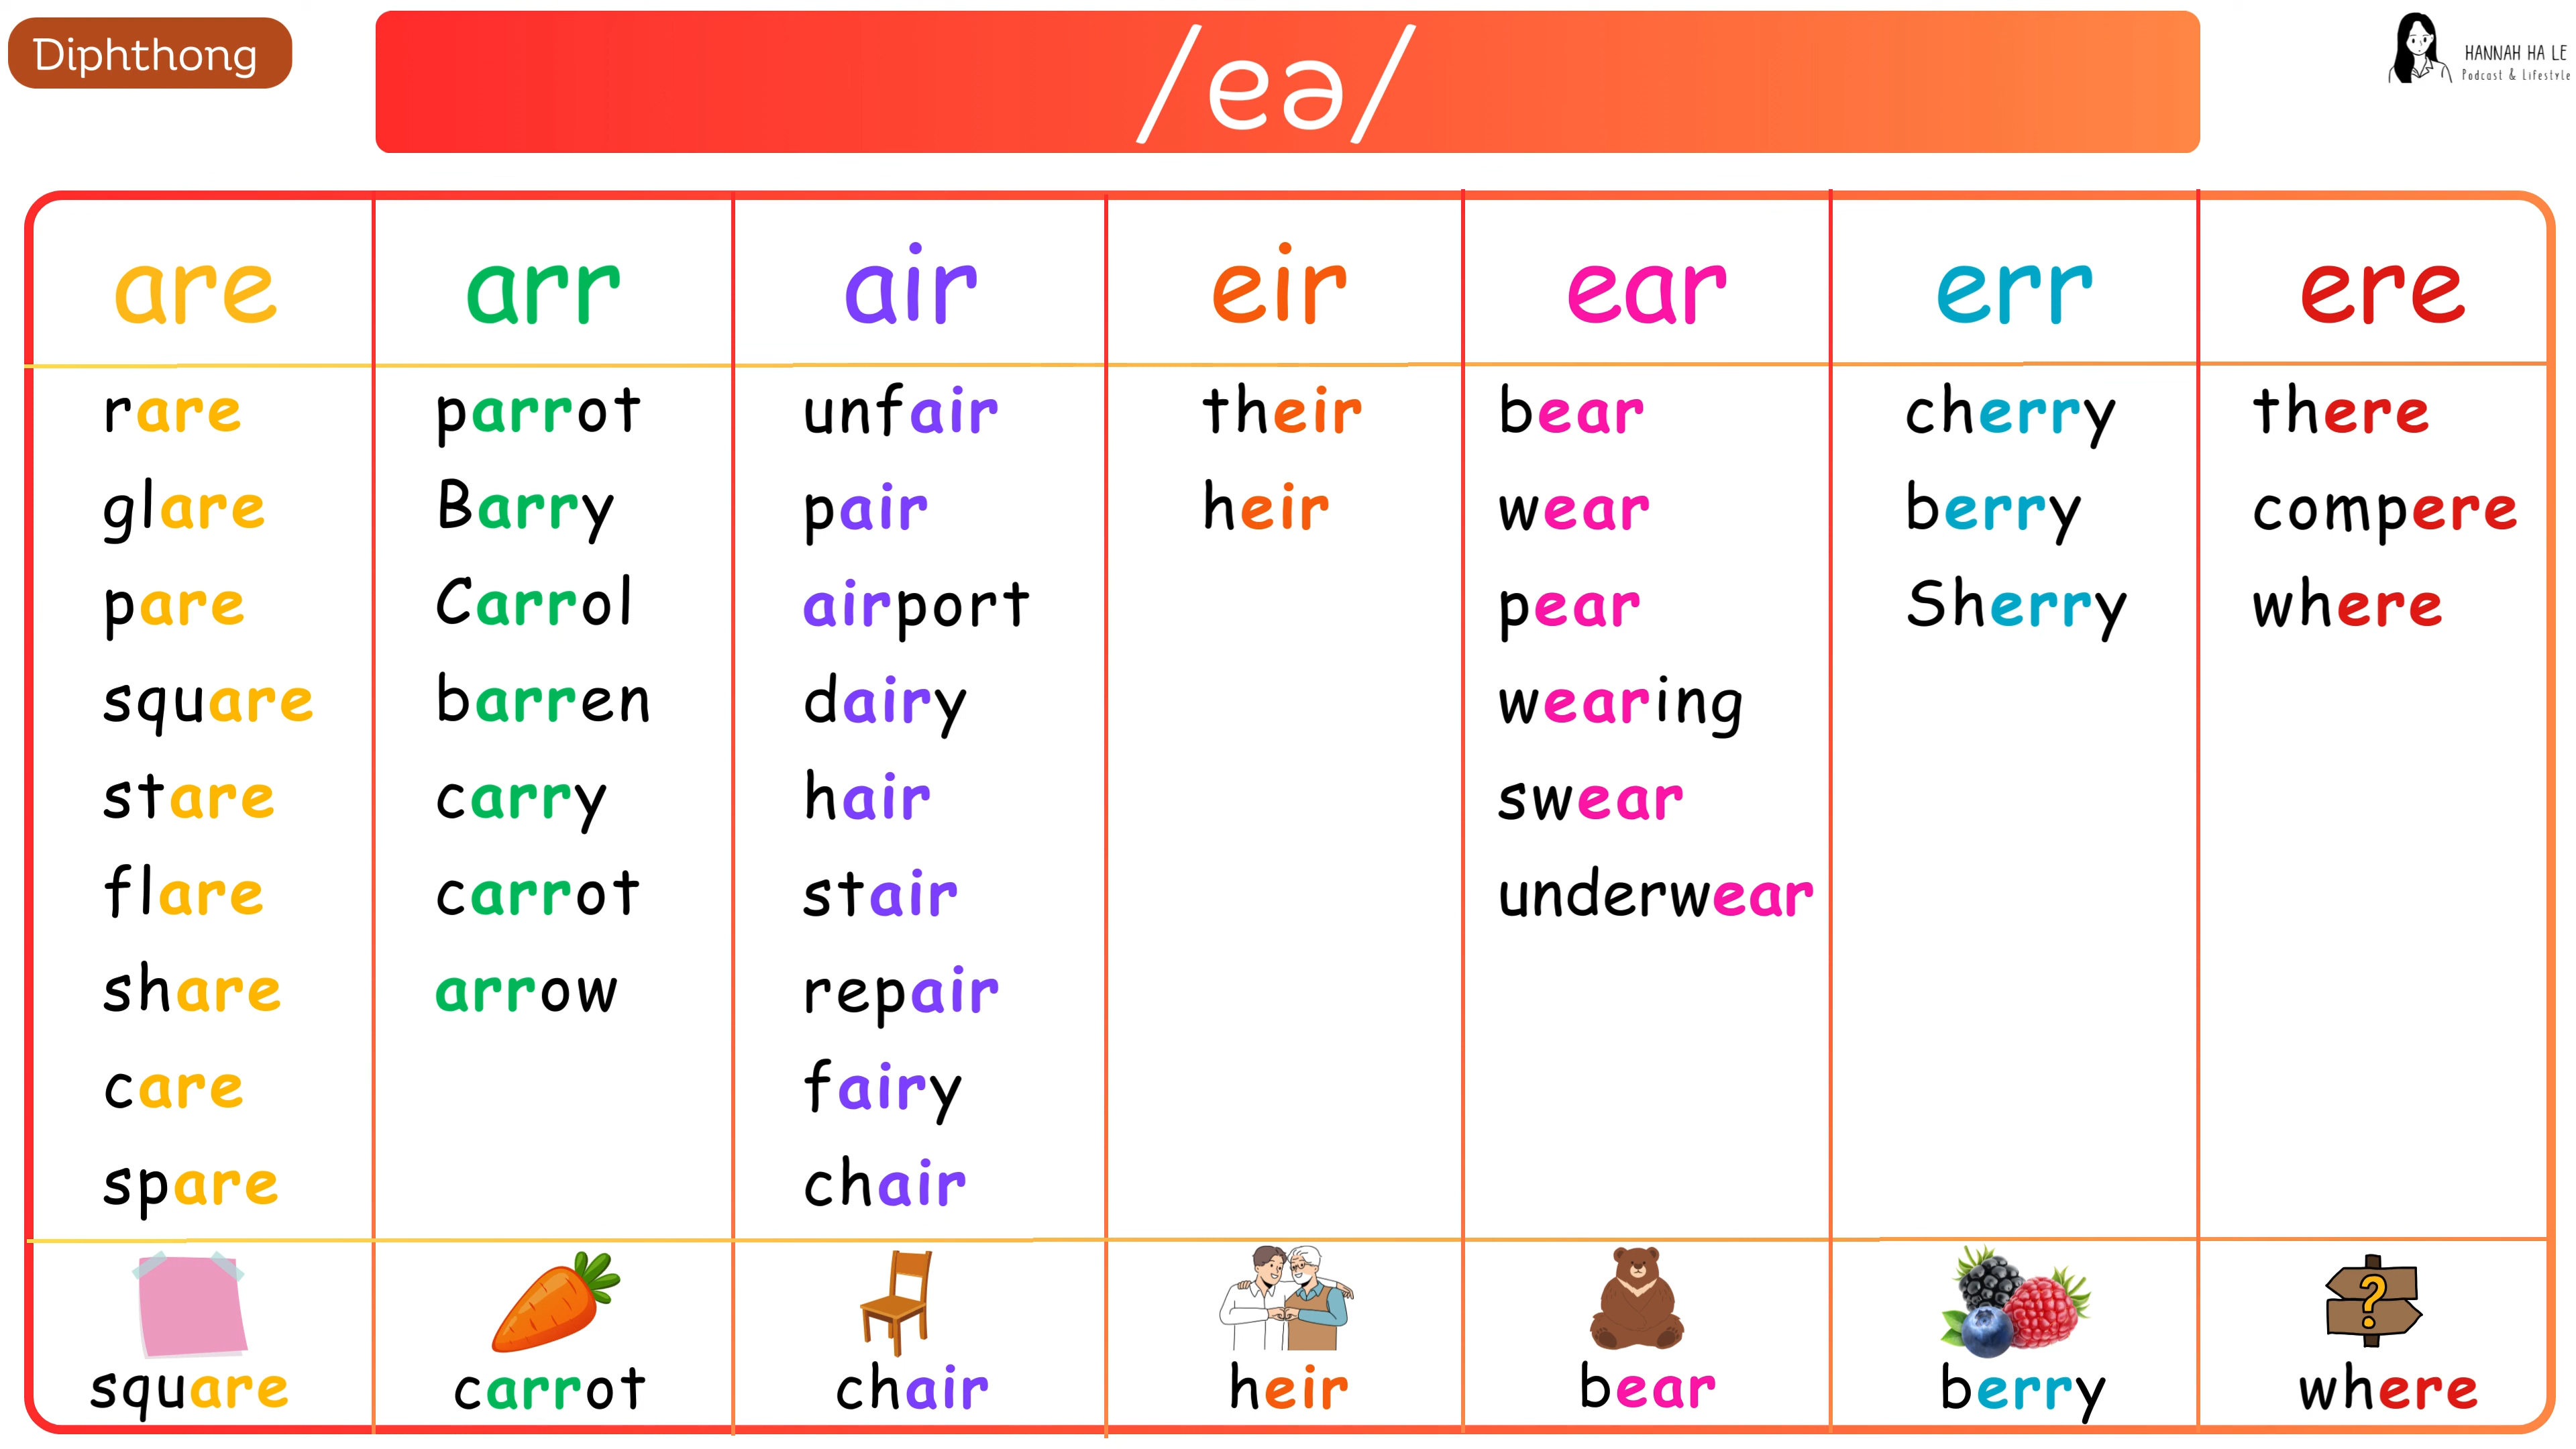 Diphthong
/eə/
HANNAH HA LE
Podcast & Lifestyle
are
rare
glare
pare
square
stare
flare
share
care
spare
square
arr
parrot
Barry
Carrol
barren
carry
carrot
arrow
carrot
air
unfair
pair
airport
dairy
hair
stair
repair
fairy
chair
chair
eir
their
heir
heir
ear
bear
wear
pear
wearing
swear
underwear
bear
err
cherry
berry
Sherry
berry
ere
there
compere
where
?
where